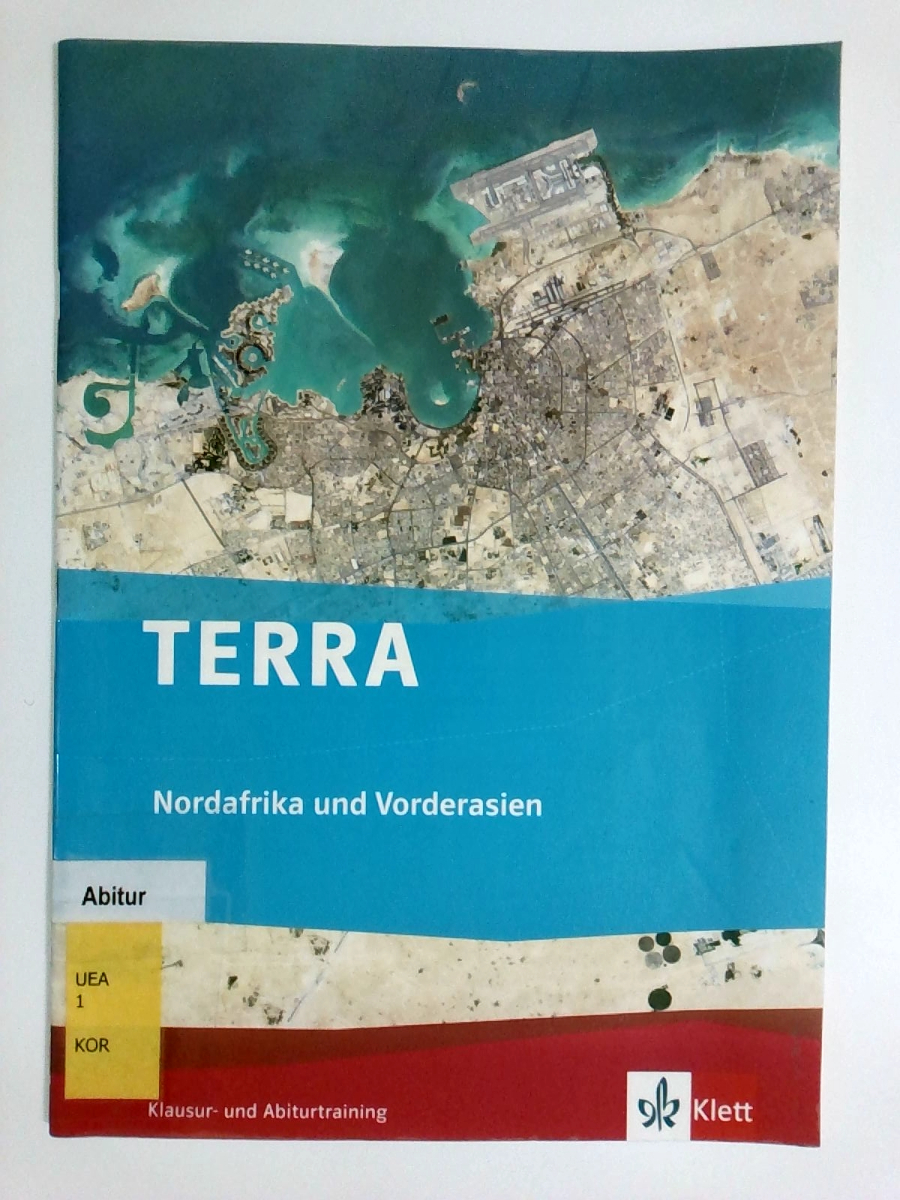 TERRA
Nordafrika und Vorderasien
Abitur
UEA
1
KOR
Klausur- und Abiturtraining
Klett